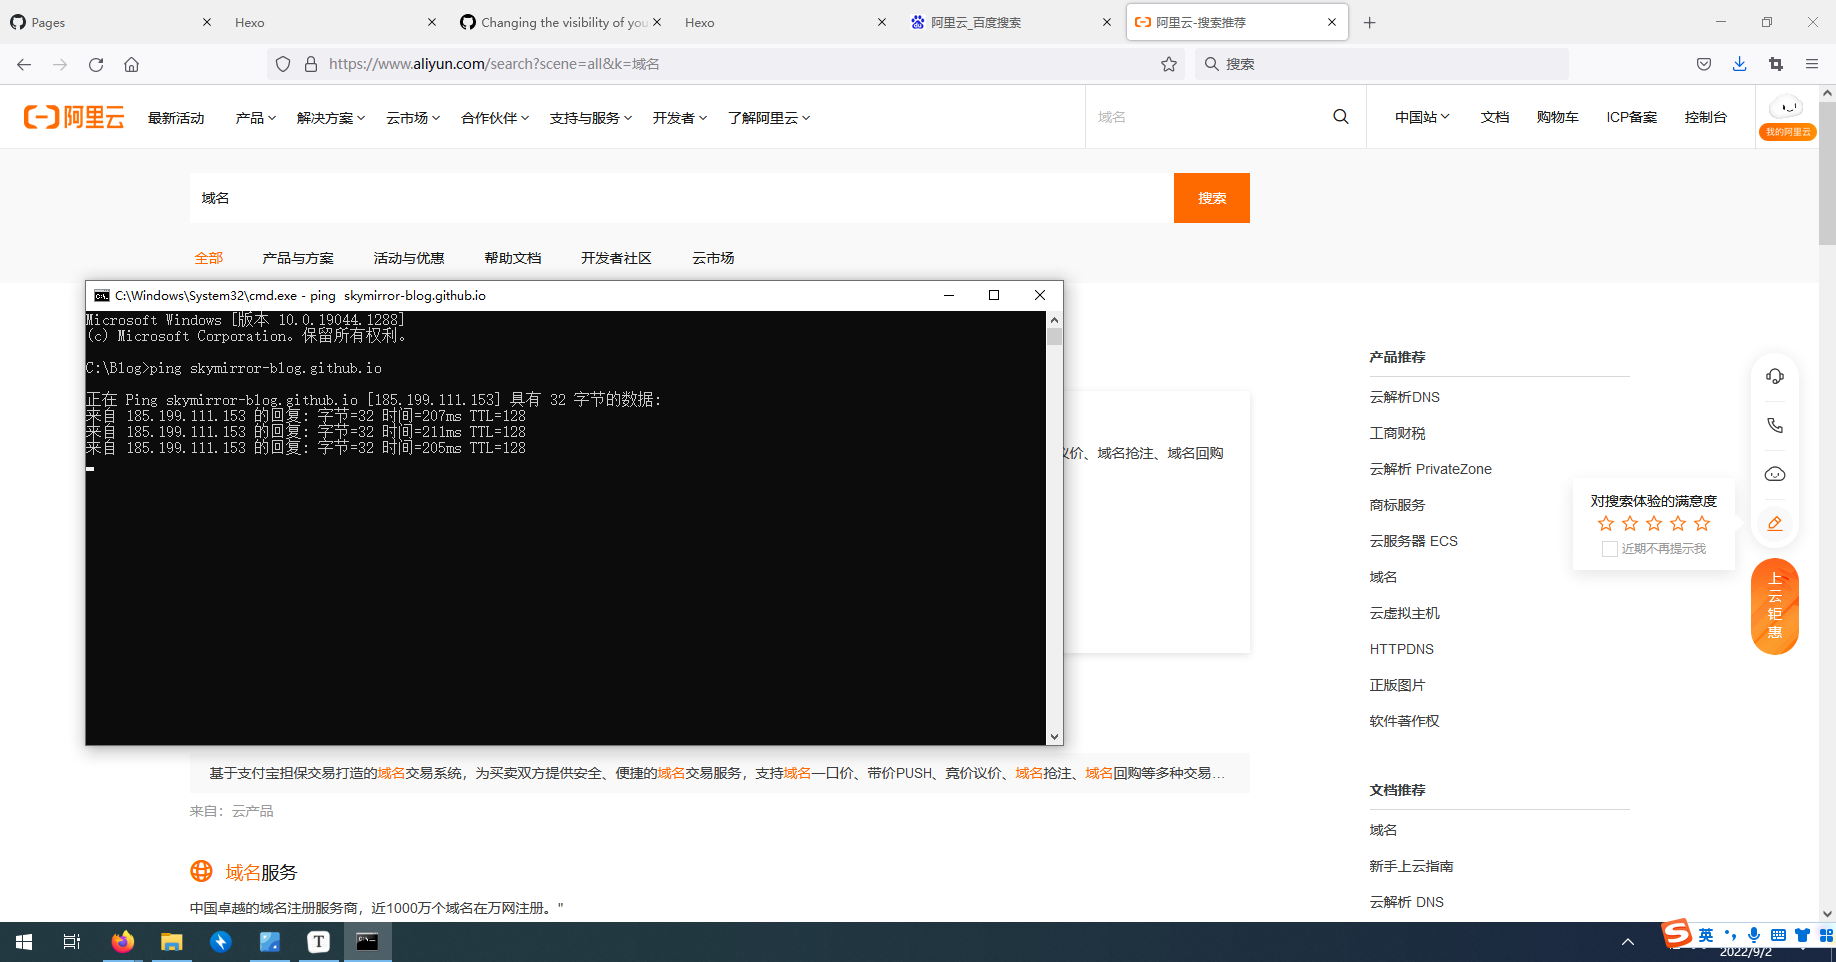 Pages
Hexo
Changing the visibility of you
Hexo
阿里云_百度搜索
阿里云-搜索推荐
https://www.aliyun.com/search?scene=all&k=域名
搜索
阿里云
最新活动
产品
解决方案
云市场
合作伙伴
支持与服务
开发者
了解阿里云
域名
中国站
文档
购物车
ICP备案
控制台
我的阿里云
域名
搜索
全部
产品与方案
活动与优惠
帮助文档
开发者社区
云市场
C:\Windows\System32\cmd.exe - ping  skymirror-blog.github.io
Microsoft Windows [版本 10.0.19044.1288]
(c) Microsoft Corporation。保留所有权利。
C:\Blog>ping skymirror-blog.github.io
正在 Ping skymirror-blog.github.io [185.199.111.153] 具有 32 字节的数据:
来自 185.199.111.153 的回复: 字节=32 时间=207ms TTL=128
来自 185.199.111.153 的回复: 字节=32 时间=211ms TTL=128
来自 185.199.111.153 的回复: 字节=32 时间=205ms TTL=128
议价、域名抢注、域名回购
基于支付宝担保交易打造的域名交易系统，为买卖双方提供安全、便捷的域名交易服务，支持域名一口价、带价PUSH、竞价议价、域名抢注、域名回购等多种交易...
来自：云产品
域名服务
中国卓越的域名注册服务商，近1000万个域名在万网注册。"
产品推荐
云解析DNS
工商财税
云解析 PrivateZone
商标服务
云服务器 ECS
域名
云虚拟主机
HTTPDNS
正版图片
软件著作权
文档推荐
域名
新手上云指南
云解析 DNS
对搜索体验的满意度
近期不再提示我
上云钜惠
英
2022/9/2